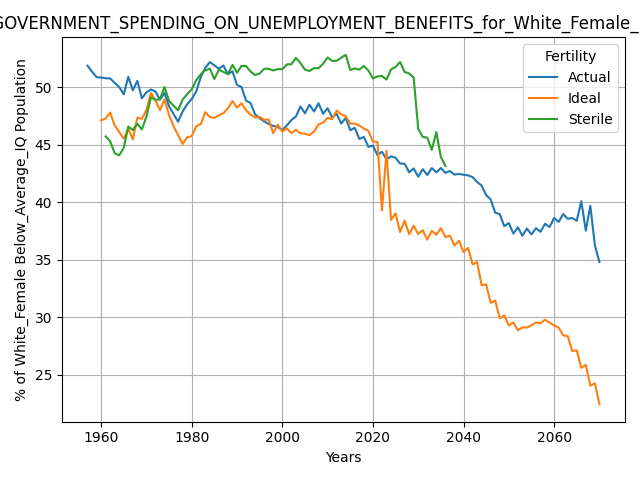 GOVERNMENT_SPENDING_ON_UNEMPLOYMENT_BENEFITS_for_White_Female_
Fertility
Actual
Ideal
Sterile
% of White_Female Below_Average_IQ Population
50
45
40
35
30
25
1960 1980 2000 2020 2040 2060
Years